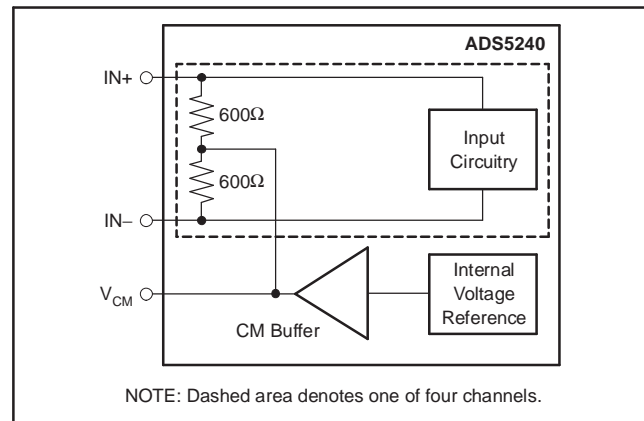 ADS5240
IN+
600Ω
Input
Circuitry
600Ω
IN−
Internal
Voltage
Reference
VCM
CM Buffer
NOTE: Dashed area denotes one of four channels.